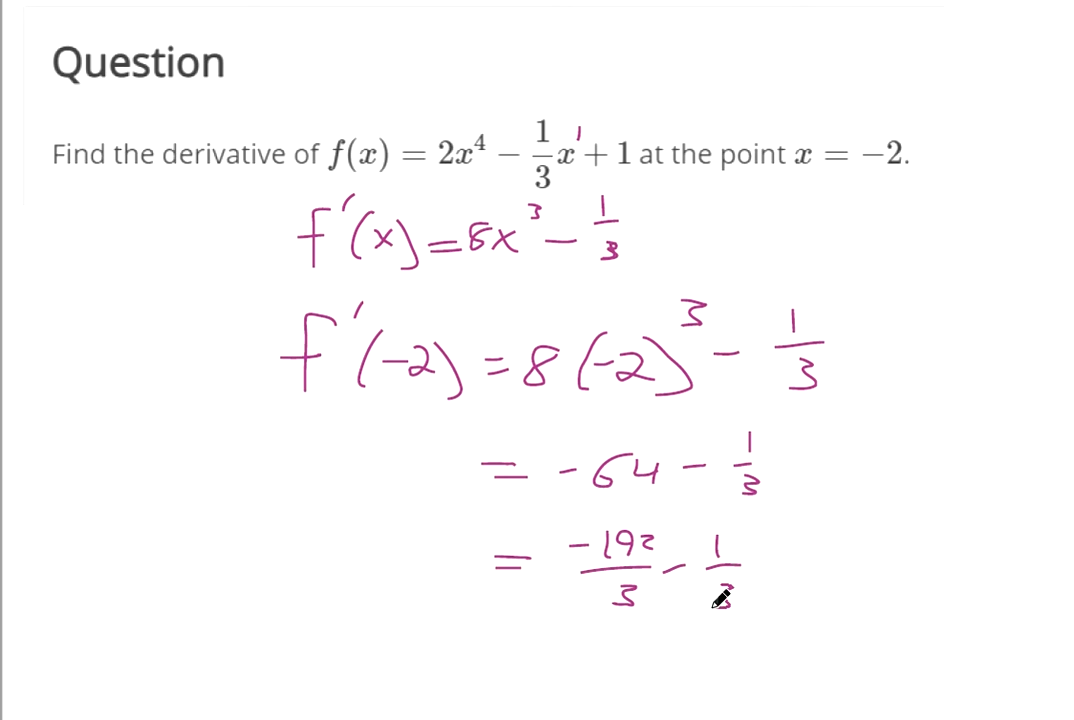 Question
Find the derivative of f(x) = 2x⁴ − 1/3 x¹ + 1 at the point x = −2.
f'(x) = 8x³ − 1/3
f'(-2) = 8(-2)³ − 1/3
= -64 − 1/3
= -192/3 − 1/3